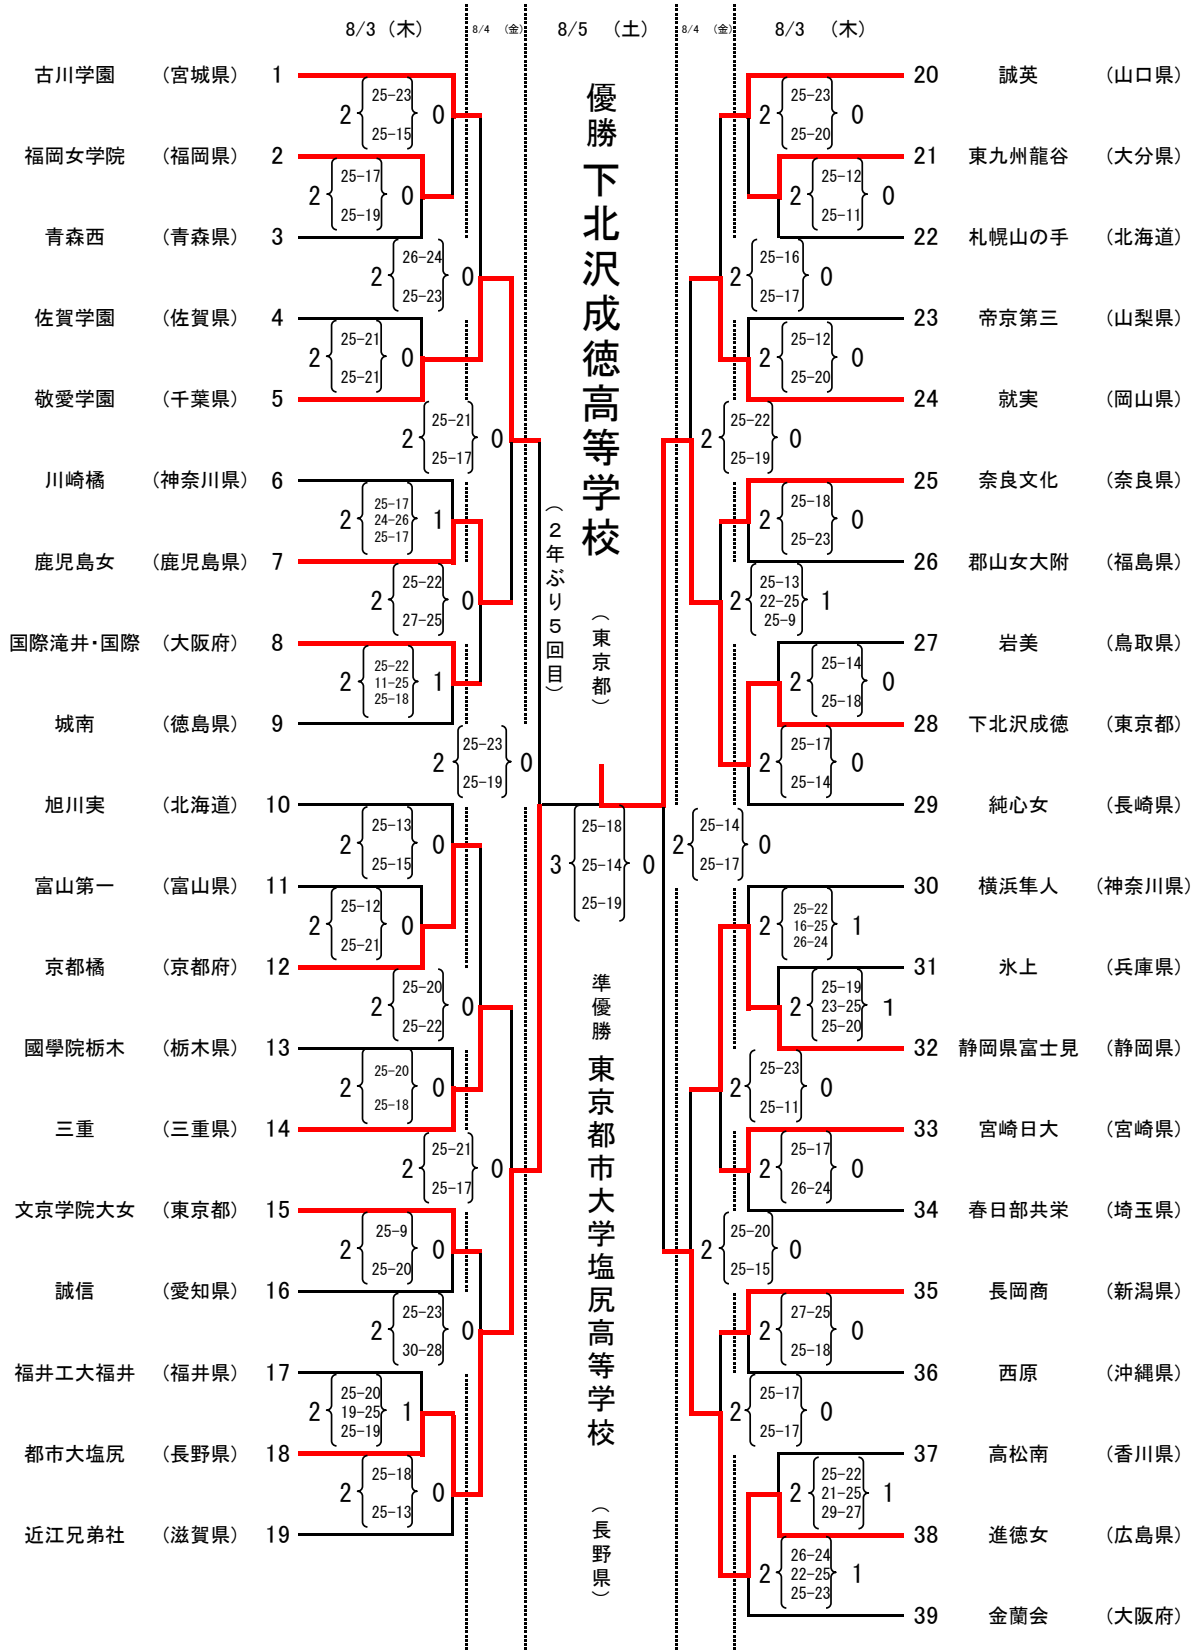 8/3 (木)
8/4 (金)
8/5 (土)
8/4 (金)
8/3 (木)
古川学園 (宮城県) 1
福岡女学院 (福岡県) 2
青森西 (青森県) 3
佐賀学園 (佐賀県) 4
敬愛学園 (千葉県) 5
川崎橘 (神奈川県) 6
鹿児島女 (鹿児島県) 7
国際滝井・国際 (大阪府) 8
城南 (徳島県) 9
旭川実 (北海道) 10
富山第一 (富山県) 11
京都橘 (京都府) 12
國學院栃木 (栃木県) 13
三重 (三重県) 14
文京学院大女 (東京都) 15
誠信 (愛知県) 16
福井工大福井 (福井県) 17
都市大塩尻 (長野県) 18
近江兄弟社 (滋賀県) 19
2 25-23 0
25-15
2 25-17 0
25-19
2 26-24 0
25-23
2 25-21 0
25-21
2 25-21 0
25-17
2 25-17 1
24-26
25-17
2 25-22 0
27-25
2 25-22 1
11-25
25-18
2 25-23 0
25-19
2 25-13 0
25-15
2 25-12 0
25-21
2 25-20 0
25-22
2 25-20 0
25-18
2 25-21 0
25-17
2 25-9 0
25-20
2 25-23 0
30-28
2 25-20 1
19-25
25-19
2 25-18 0
25-13
優勝 下北沢成徳高等学校
(東京都)
(2年ぶり5回目)
3 25-18 0
25-14
25-19
準優勝 東京都市大学塩尻高等学校
(長野県)
20 誠英 (山口県)
21 東九州龍谷 (大分県)
22 札幌山の手 (北海道)
23 帝京第三 (山梨県)
24 就実 (岡山県)
25 奈良文化 (奈良県)
26 郡山女大附 (福島県)
27 岩美 (鳥取県)
28 下北沢成徳 (東京都)
29 純心女 (長崎県)
30 横浜隼人 (神奈川県)
31 氷上 (兵庫県)
32 静岡県富士見 (静岡県)
33 宮崎日大 (宮崎県)
34 春日部共栄 (埼玉県)
35 長岡商 (新潟県)
36 西原 (沖縄県)
37 高松南 (香川県)
38 進徳女 (広島県)
39 金蘭会 (大阪府)
2 25-23 0
25-20
2 25-12 0
25-11
2 25-16 0
25-17
2 25-12 0
25-20
2 25-22 0
25-19
2 25-18 0
25-23
2 25-13 1
22-25
25-9
2 25-14 0
25-18
2 25-17 0
25-14
2 25-14 0
25-17
2 25-22 1
16-25
26-24
2 25-19 1
23-25
25-20
2 25-23 0
25-11
2 25-17 0
26-24
2 25-20 0
25-15
2 27-25 0
25-18
2 25-17 0
25-17
2 25-22 1
21-25
29-27
2 26-24 1
22-25
25-23